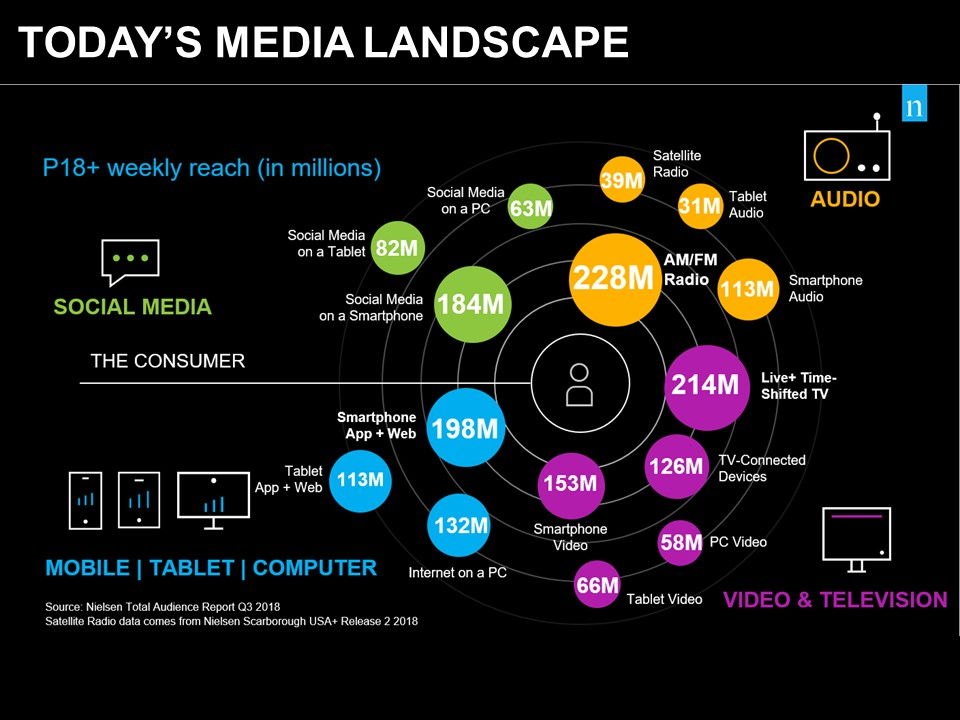 TODAY'S MEDIA LANDSCAPE
n
P18+ weekly reach (in millions)
AUDIO
39M
Satellite
Radio
31M
Tablet
Audio
228M
AM/FM
Radio
113M
Smartphone
Audio
SOCIAL MEDIA
Social Media
on a PC
63M
Social Media
on a Tablet
82M
Social Media
on a Smartphone
184M
THE CONSUMER
214M
Live+ Time-
Shifted TV
126M
TV-Connected
Devices
153M
Smartphone
Video
58M
PC Video
66M
Tablet Video
VIDEO & TELEVISION
Smartphone
App + Web
198M
Tablet
App + Web
113M
132M
Internet on a PC
MOBILE | TABLET | COMPUTER
Source: Nielsen Total Audience Report Q3 2018
Satellite Radio data comes from Nielsen Scarborough USA+ Release 2 2018